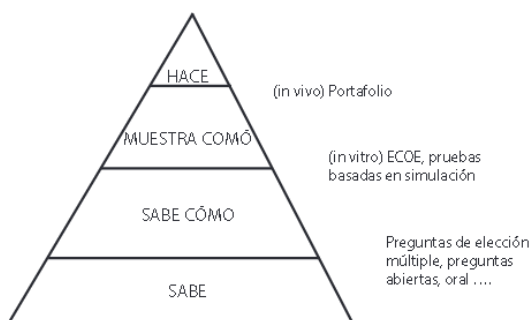 HACE
(in vivo) Portafolio
MUESTRA COMÓ
(in vitro) ECOE, pruebas
basadas en simulación
SABE CÓMO
Preguntas de elección
múltiple, preguntas
abiertas, oral ....
SABE